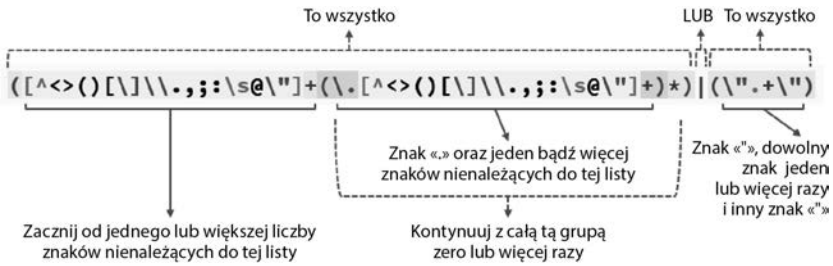 To wszystko LUB To wszystko
([^<>()[\]\\.,;:\s@\"]+(\.[^<>()[\]\\.,;:\s@\"]+)*)|(\".+\")
Znak «.» oraz jeden bądź więcej
znaków nienależących do tej listy
Znak «"», dowolny
znak jeden
lub więcej razy
i inny znak «"»
Zacznij od jednego lub większej liczby
znaków nienależących do tej listy
Kontynuuj z całą tą grupą
zero lub więcej razy